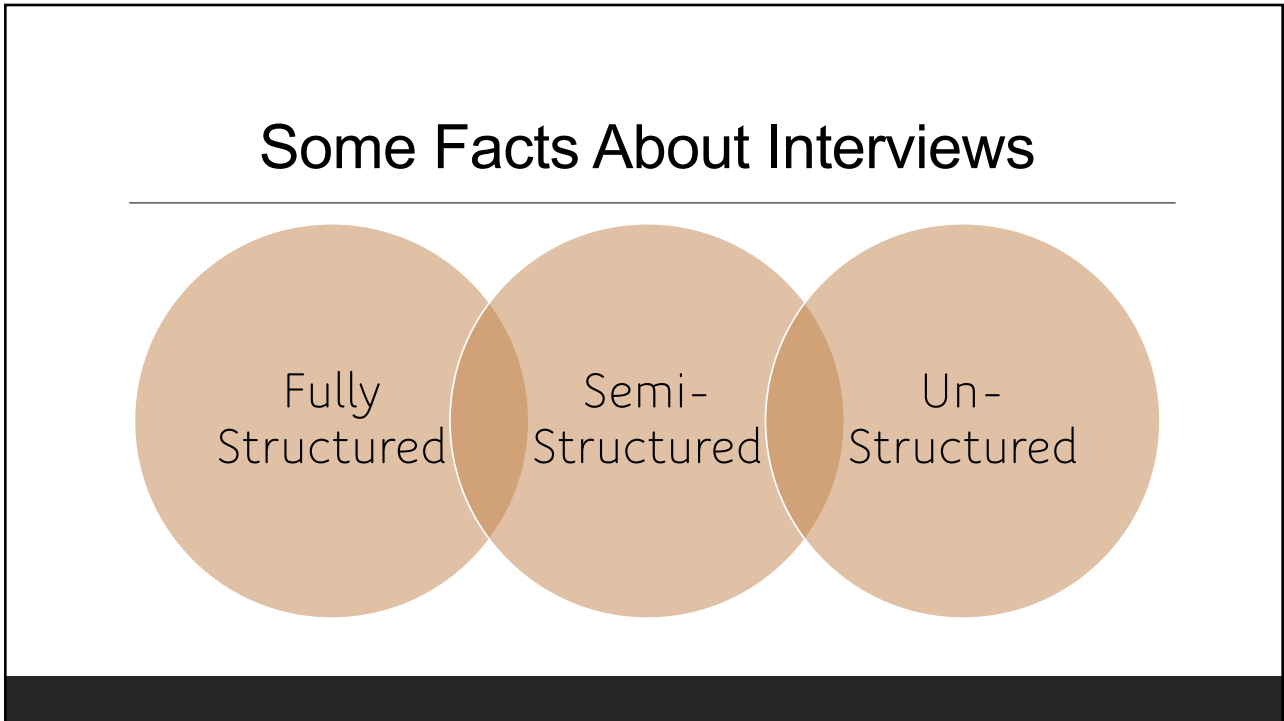 Some Facts About Interviews
Fully
Structured
Semi-
Structured
Un-
Structured